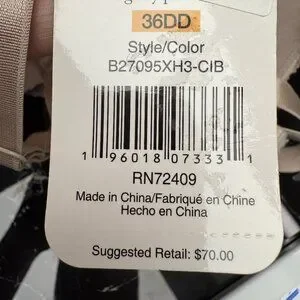 36DD
Style/Color
B27095XH3-CIB
1 96018 07333 1
RN72409
Made in China/Fabriqué en Chine
Hecho en China
Suggested Retail: $70.00